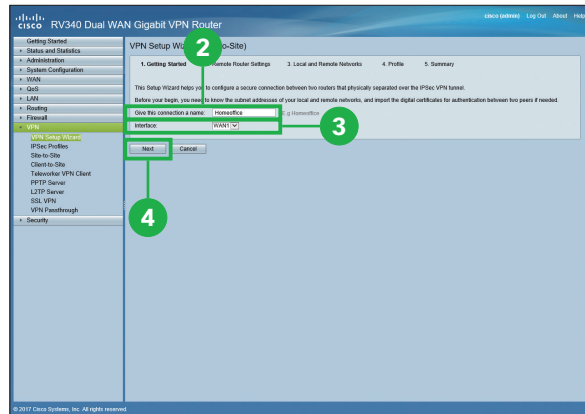 cisco RV340 Dual WAN Gigabit VPN Router
cisco (admin) Log Out About Help
Getting Started
Status and Statistics
Administration
System Configuration
WAN
QoS
LAN
Routing
Firewall
VPN
VPN Setup Wizard
IPSec Profiles
Site-to-Site
Client-to-Site
Teleworker VPN Client
PPTP Server
L2TP Server
SSL VPN
VPN Passthrough
Security
VPN Setup Wiz o-Site)
1. Getting Started Remote Router Settings 3. Local and Remote Networks 4. Profile 5. Summary
This Setup Wizard helps you to configure a secure connection between two routers that physically separated over the IPSec VPN tunnel.
Before your begin, you need to know the subnet addresses of your local and remote networks, and import the digital certificates for authentication between two peers if needed.
Give this connection a name: Homeoffice E.g Homeoffice
Interface: WAN1
Next Cancel
2
3
4
© 2017 Cisco Systems, Inc. All rights reserved.